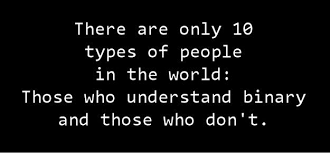 There are only 10
types of people
in the world:
Those who understand binary
and those who don't.